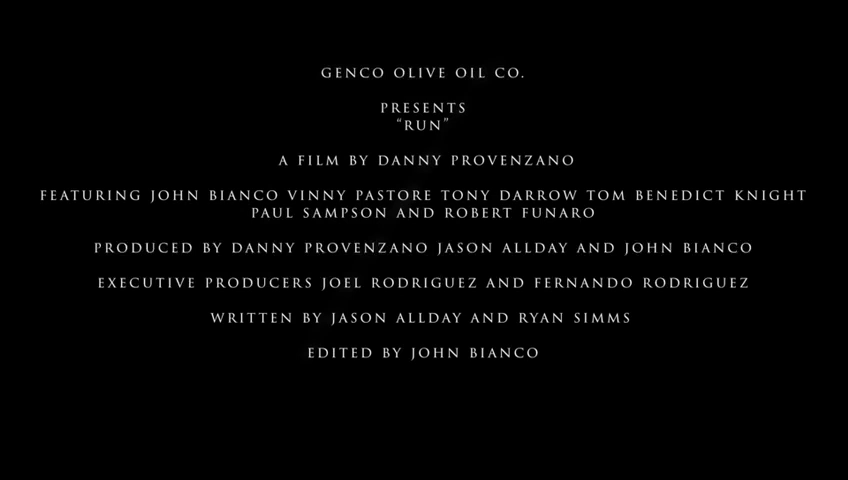 GENCO OLIVE OIL CO.
PRESENTS
“RUN”
A FILM BY DANNY PROVENZANO
FEATURING JOHN BIANCO VINNY PASTORE TONY DARROW TOM BENEDICT KNIGHT
PAUL SAMPSON AND ROBERT FUNARO
PRODUCED BY DANNY PROVENZANO JASON ALLDAY AND JOHN BIANCO
EXECUTIVE PRODUCERS JOEL RODRIGUEZ AND FERNANDO RODRIGUEZ
WRITTEN BY JASON ALLDAY AND RYAN SIMMS
EDITED BY JOHN BIANCO